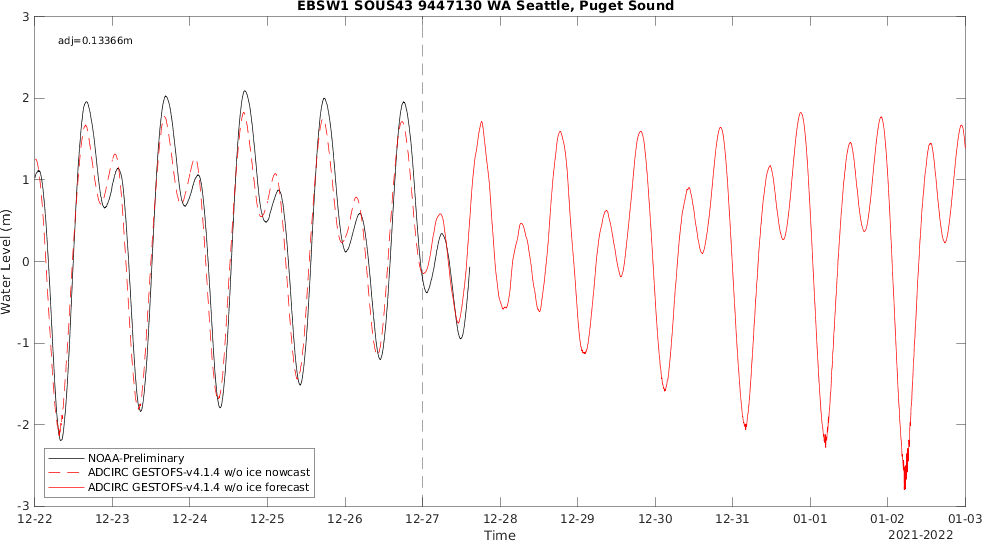 EBSW1 SOUS43 9447130 WA Seattle, Puget Sound
adj=0.13366m
3
2
1
0
-1
-2
-3
Water Level (m)
NOAA-Preliminary
ADCIRC GESTOFS-v4.1.4 w/o ice nowcast
ADCIRC GESTOFS-v4.1.4 w/o ice forecast
12-22 12-23 12-24 12-25 12-26 12-27 12-28 12-29 12-30 12-31 01-01 01-02 01-03
Time
2021-2022